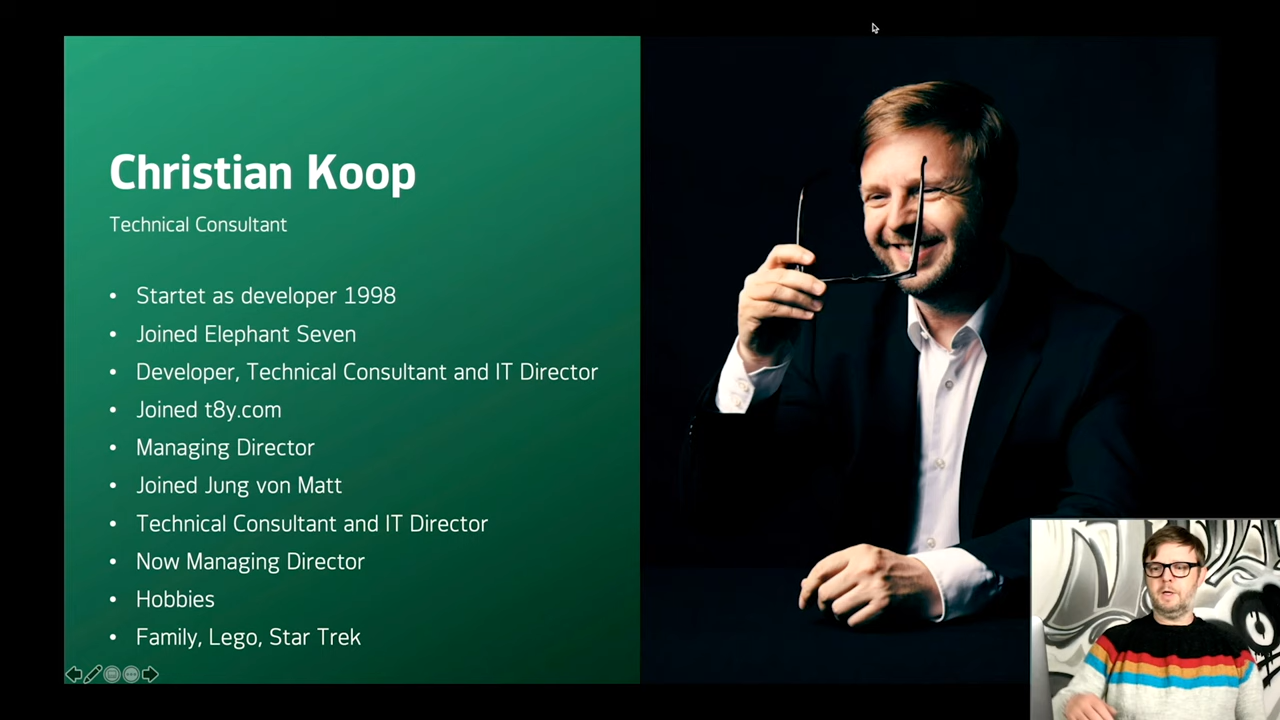 Christian Koop
Technical Consultant
• Startet as developer 1998
• Joined Elephant Seven
• Developer, Technical Consultant and IT Director
• Joined t8y.com
• Managing Director
• Joined Jung von Matt
• Technical Consultant and IT Director
• Now Managing Director
• Hobbies
• Family, Lego, Star Trek